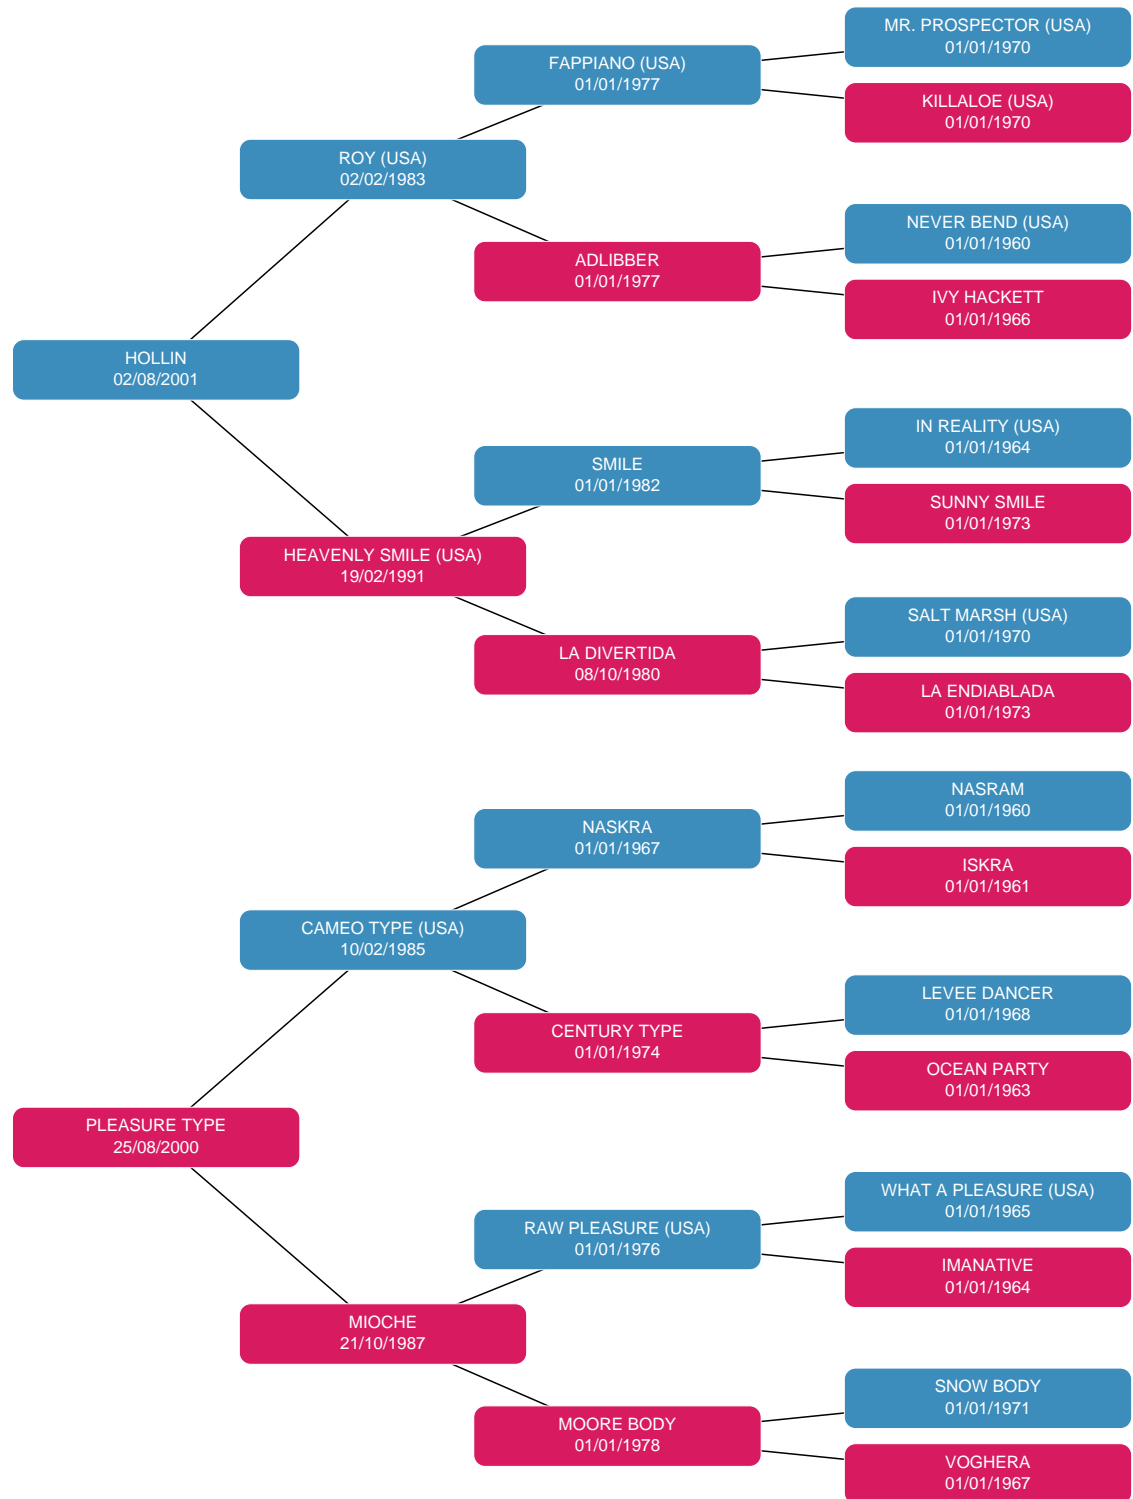 MR. PROSPECTOR (USA)
01/01/1970
FAPPIANO (USA)
01/01/1977
KILLALOE (USA)
01/01/1970
ROY (USA)
02/02/1983
NEVER BEND (USA)
01/01/1960
ADLIBBER
01/01/1977
IVY HACKETT
01/01/1966
HOLLIN
02/08/2001
IN REALITY (USA)
01/01/1964
SMILE
01/01/1982
SUNNY SMILE
01/01/1973
HEAVENLY SMILE (USA)
19/02/1991
SALT MARSH (USA)
01/01/1970
LA DIVERTIDA
08/10/1980
LA ENDIABLADA
01/01/1973
NASRAM
01/01/1960
NASKRA
01/01/1967
ISKRA
01/01/1961
CAMEO TYPE (USA)
10/02/1985
LEVEE DANCER
01/01/1968
CENTURY TYPE
01/01/1974
OCEAN PARTY
01/01/1963
PLEASURE TYPE
25/08/2000
WHAT A PLEASURE (USA)
01/01/1965
RAW PLEASURE (USA)
01/01/1976
IMANATIVE
01/01/1964
MIOCHE
21/10/1987
SNOW BODY
01/01/1971
MOORE BODY
01/01/1978
VOGHERA
01/01/1967